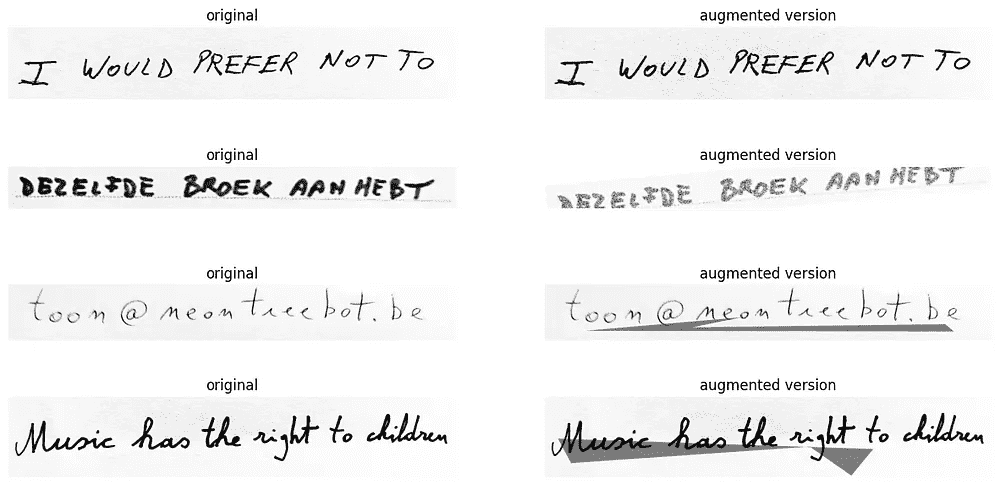 original augmented version
I WOULD PREFER NOT TO I WOULD PREFER NOT TO
original augmented version
DEZELFDE BROEK AAN HEBT DEZELFDE BROEK AAN HEBT
original augmented version
toon@neontreebot.be toon@neontreebot.be
original augmented version
Music has the right to children Music has the right to children